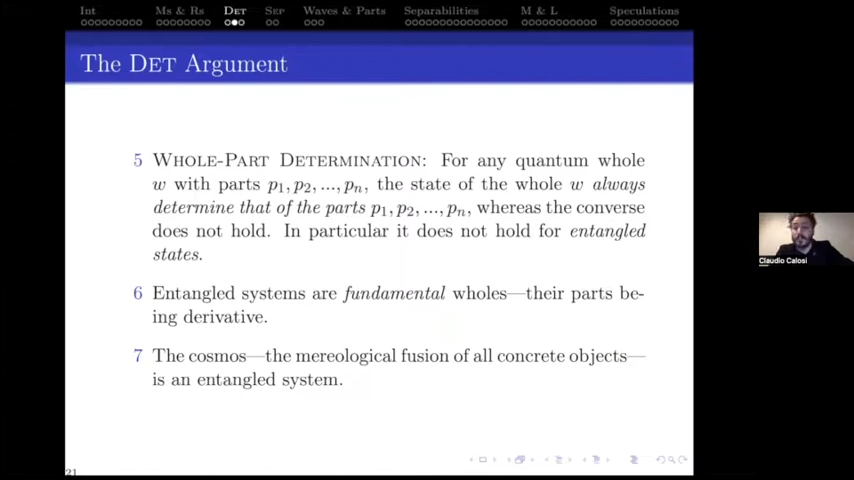 Int Ms & Rs Det Sep Waves & Parts Separabilities M & L Speculations
The Det Argument
5 Whole-Part Determination: For any quantum whole
w with parts p1, p2, ..., pn, the state of the whole w always
determine that of the parts p1, p2, ..., pn, whereas the converse
does not hold. In particular it does not hold for entangled
states.
6 Entangled systems are fundamental wholes—their parts be-
ing derivative.
7 The cosmos—the mereological fusion of all concrete objects—
is an entangled system.
21
Claudio Calosi